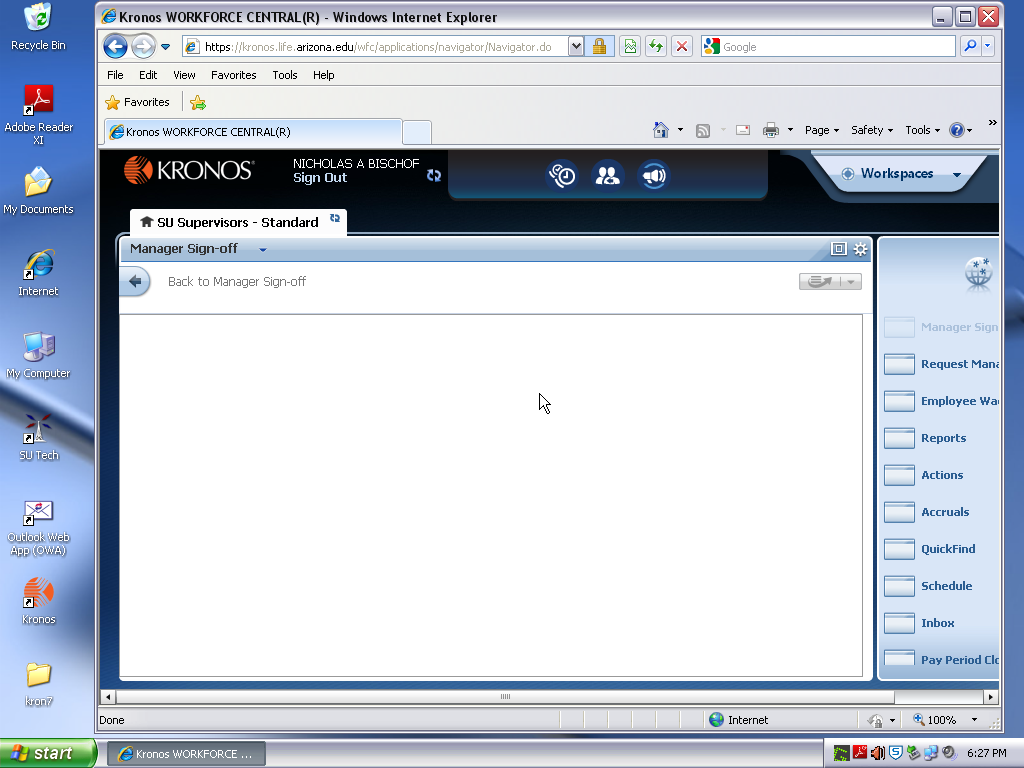 Kronos WORKFORCE CENTRAL(R) - Windows Internet Explorer
https://kronos.life.arizona.edu/wfc/applications/navigator/Navigator.do
Google
File Edit View Favorites Tools Help
Favorites
Kronos WORKFORCE CENTRAL(R)
Page Safety Tools
KRONOS
NICHOLAS A BISCHOF
Sign Out
Workspaces
SU Supervisors - Standard
Manager Sign-off
Back to Manager Sign-off
Manager Sign
Request Mana
Employee Wa
Reports
Actions
Accruals
QuickFind
Schedule
Inbox
Pay Period Clo
Done
Internet
100%
Recycle Bin
Adobe Reader
XI
My Documents
Internet
My Computer
SU Tech
Outlook Web
App (OWA)
Kronos
kron7
start
Kronos WORKFORCE ...
6:27 PM